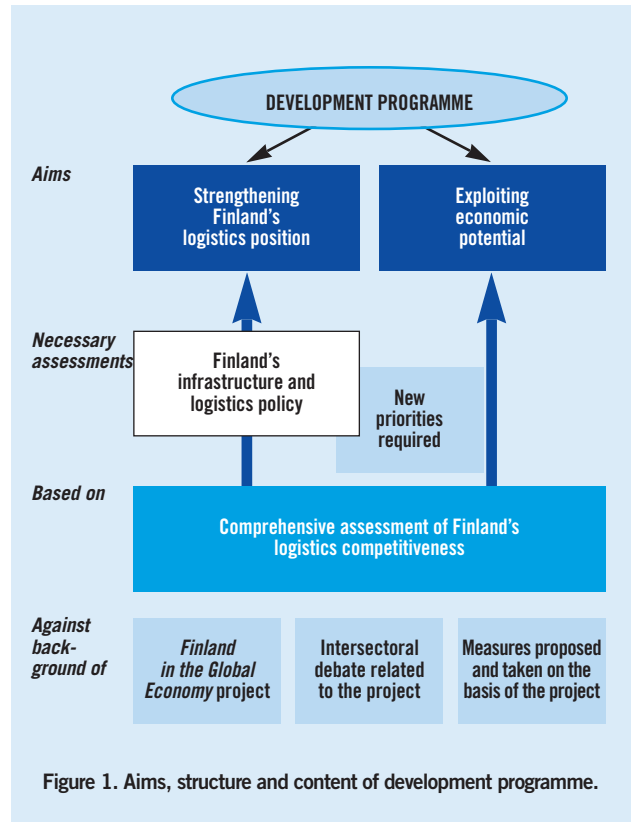 DEVELOPMENT PROGRAMME
Aims
Strengthening
Finland's
logistics position
Exploiting
economic
potential
Necessary
assessments
Finland's
infrastructure and
logistics policy
New
priorities
required
Based on
Comprehensive assessment of Finland's
logistics competitiveness
Against
back-
ground of
Finland
in the Global
Economy project
Intersectoral
debate related
to the project
Measures proposed
and taken on the
basis of the project
Figure 1. Aims, structure and content of development programme.